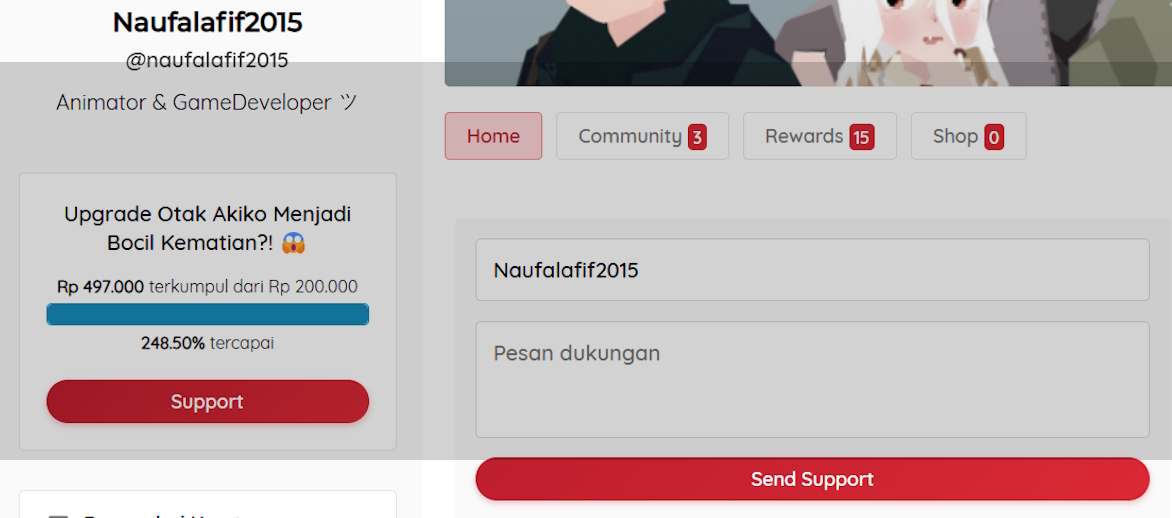 Naufalafif2015
@naufalafif2015
Animator & GameDeveloper ツ
Upgrade Otak Akiko Menjadi
Bocil Kematian?! 😱
Rp 497.000 terkumpul dari Rp 200.000
248.50% tercapai
Support
Home
Community 3
Rewards 15
Shop 0
Naufalafif2015
Pesan dukungan
Send Support